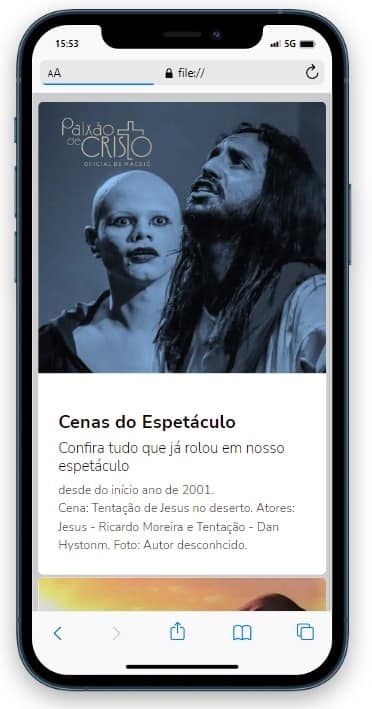 15:53
5G
AA
file://
Paixão
de
CRISTO
OFICIAL DE MACEIÓ
Cenas do Espetáculo
Confira tudo que já rolou em nosso
espetáculo
desde do início ano de 2001.
Cena: Tentação de Jesus no deserto. Atores:
Jesus - Ricardo Moreira e Tentação - Dan
Hystonm. Foto: Autor desconhcido.